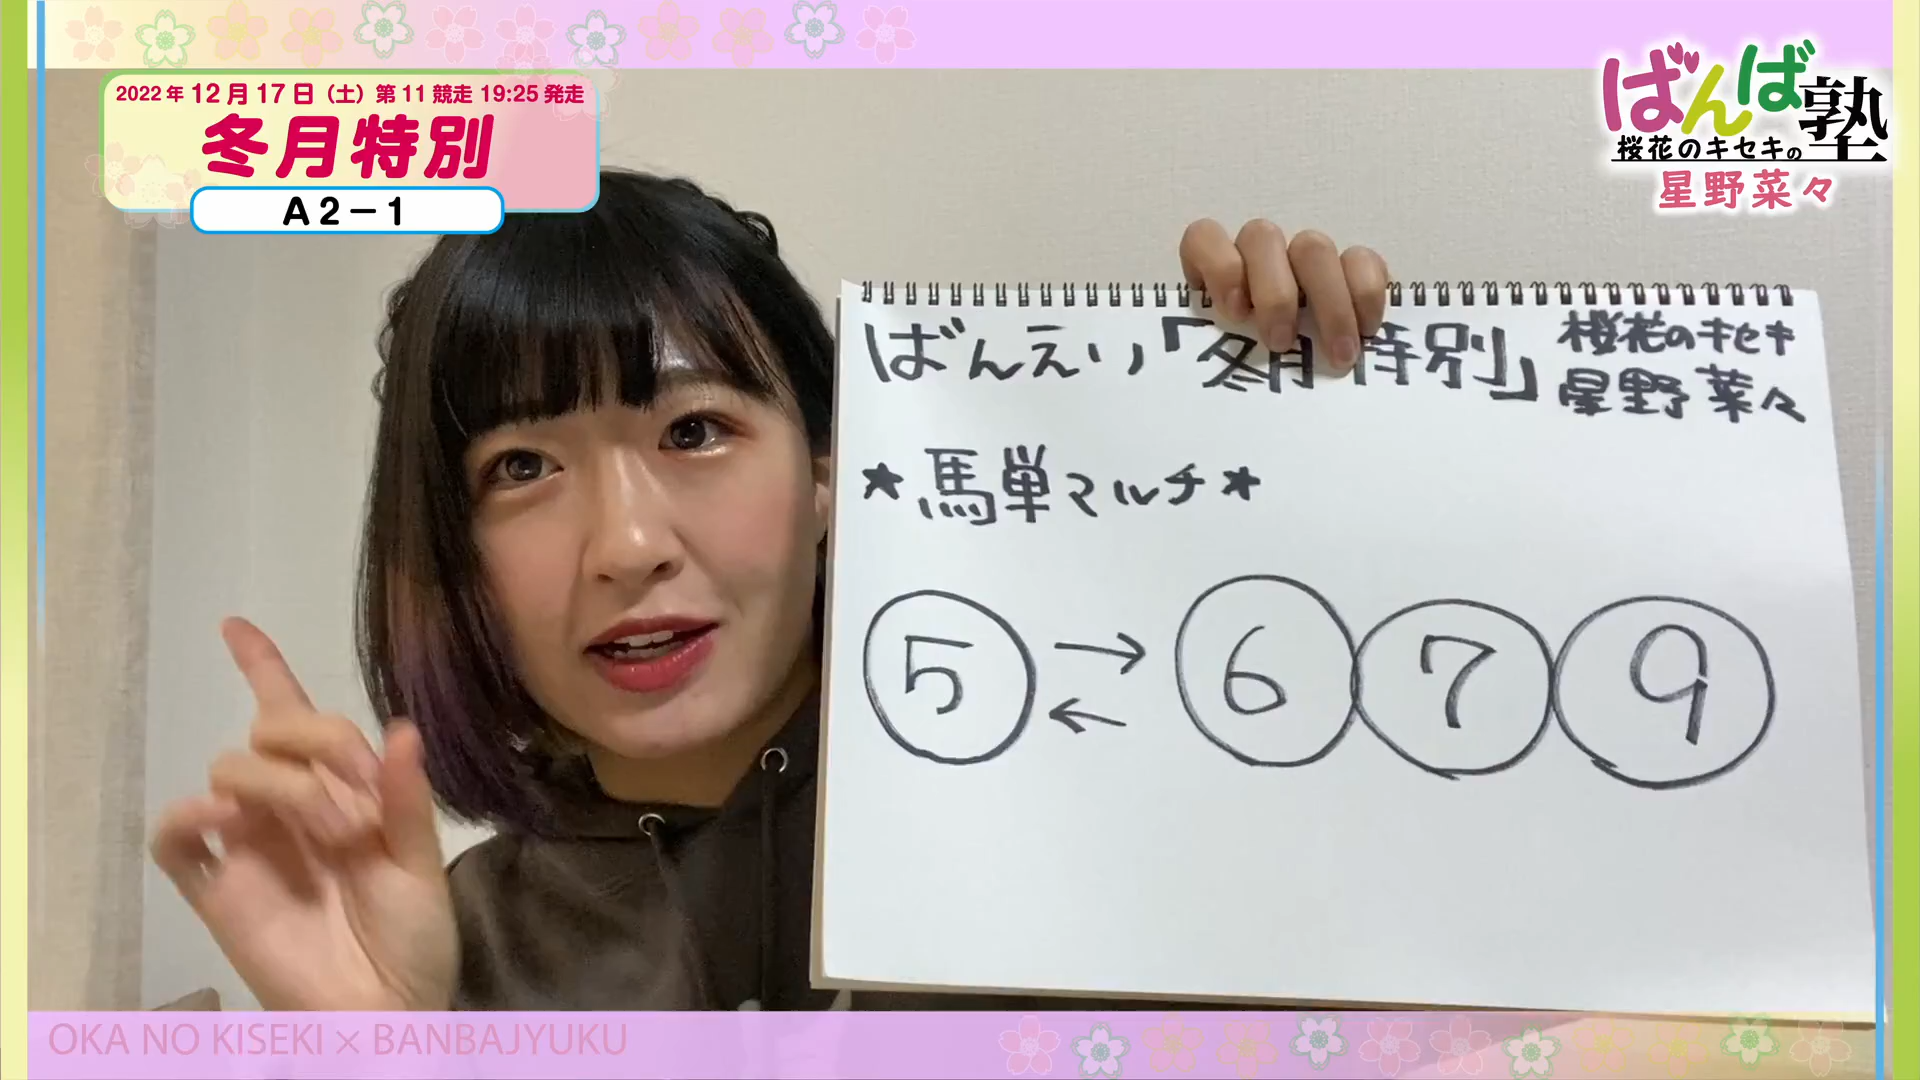 2022年12月17日（土）第11競走 19:25発走
冬月特別
A2－1
ばんば塾
桜花のキセキの
星野菜々
ばんえい「冬月特別」
桜花のキセキ
星野菜々
★馬単マルチ★
5 → ← 6 7 9
OKA NO KISEKI × BANBAJYUKU